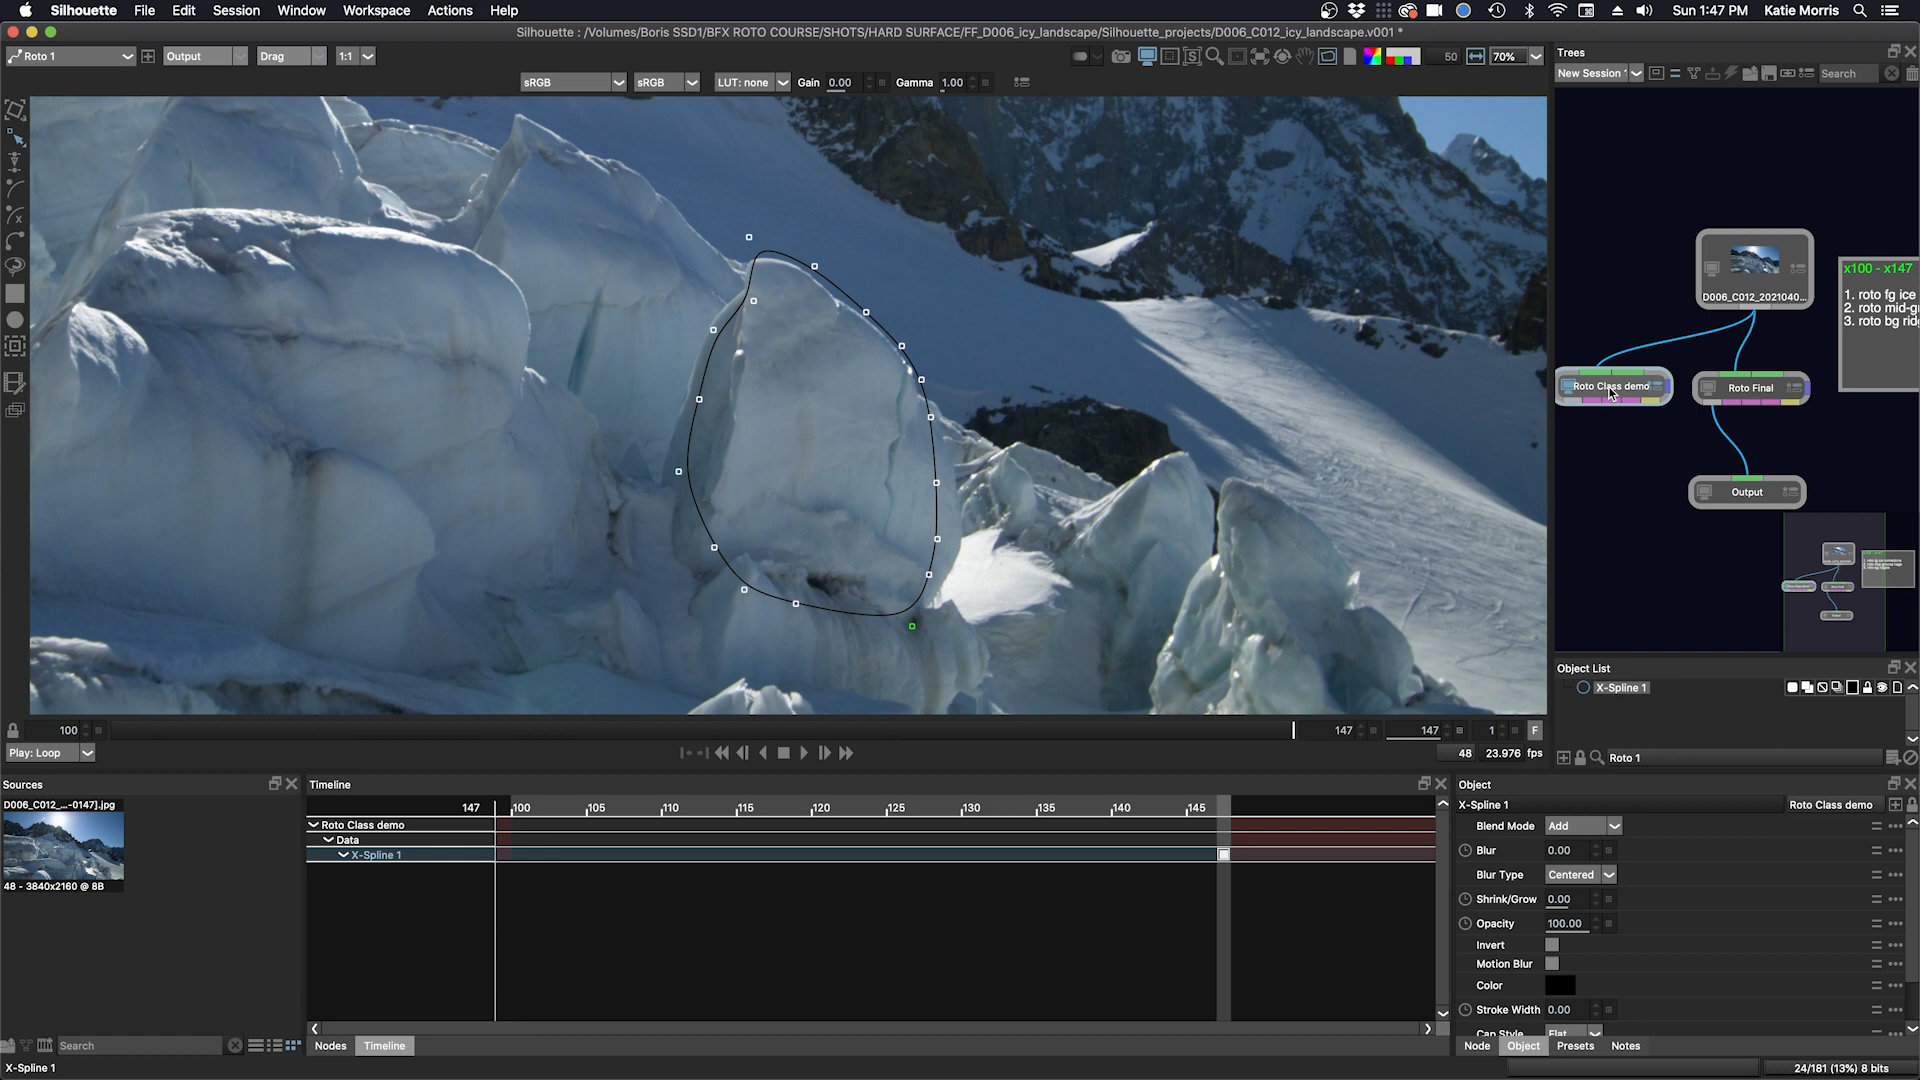 Silhouette File Edit Session Window Workspace Actions Help Sun 1:47 PM Katie Morris
Silhouette : /Volumes/Boris SSD1/BFX ROTO COURSE/SHOTS/HARD SURFACE/FF_D006_icy_landscape/Silhouette_projects/D006_C012_icy_landscape.v001 *
Roto 1 Output Drag 1:1 50 70%
sRGB sRGB LUT: none Gain 0.00 Gamma 1.00
Trees
New Session Search
D006_C012_2021040...
x100 - x147
1. roto fg ice
2. roto mid-g
3. roto bg rid
Roto Class demo
Roto Final
Output
Object List
X-Spline 1
Roto 1
100 147 147 1 F
Play: Loop 48 23.976 fps
Sources
D006_C012_...-0147].jpg
48 - 3840x2160 @ 8B
Search
Timeline
147 100 105 110 115 120 125 130 135 140 145
Roto Class demo
Data
X-Spline 1
Nodes Timeline
Object
X-Spline 1 Roto Class demo
Blend Mode Add
Blur 0.00
Blur Type Centered
Shrink/Grow 0.00
Opacity 100.00
Invert
Motion Blur
Color
Stroke Width 0.00
Cap Style Flat
Node Object Presets Notes
X-Spline 1 24/181 (13%) 8 bits